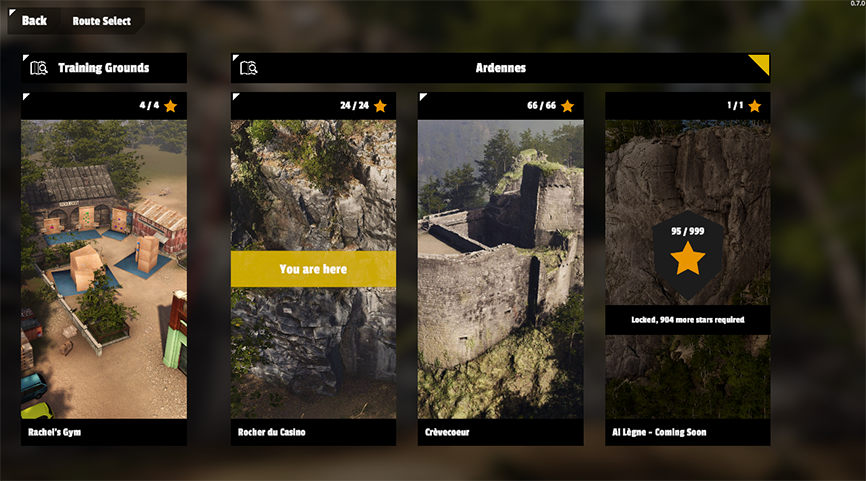 0.7.0
Back
Route Select
Training Grounds
Ardennes
4 / 4
24 / 24
66 / 66
1 / 1
You are here
95 / 999
Locked, 904 more stars required
Rachel's Gym
Rocher du Casino
Crèvecoeur
Al Lègne - Coming Soon